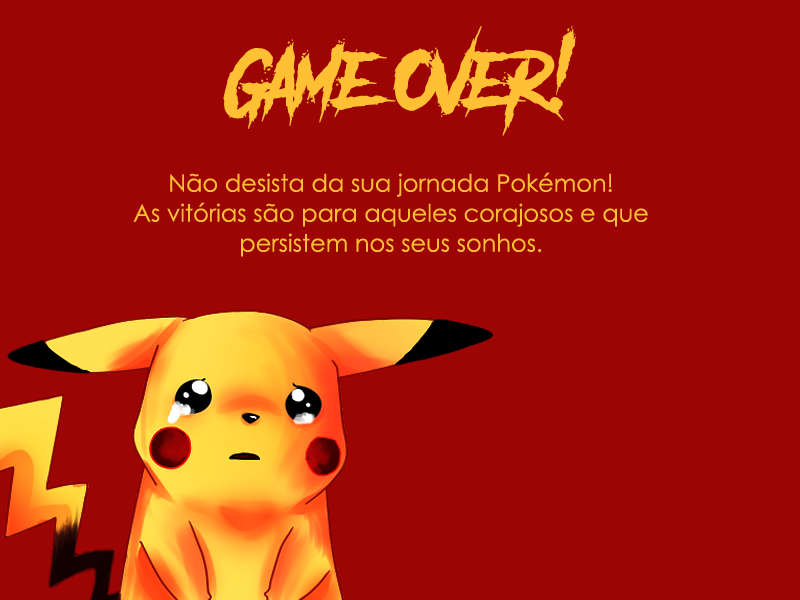 GAME OVER!
Não desista da sua jornada Pokémon!
As vitórias são para aqueles corajosos e que
persistem nos seus sonhos.